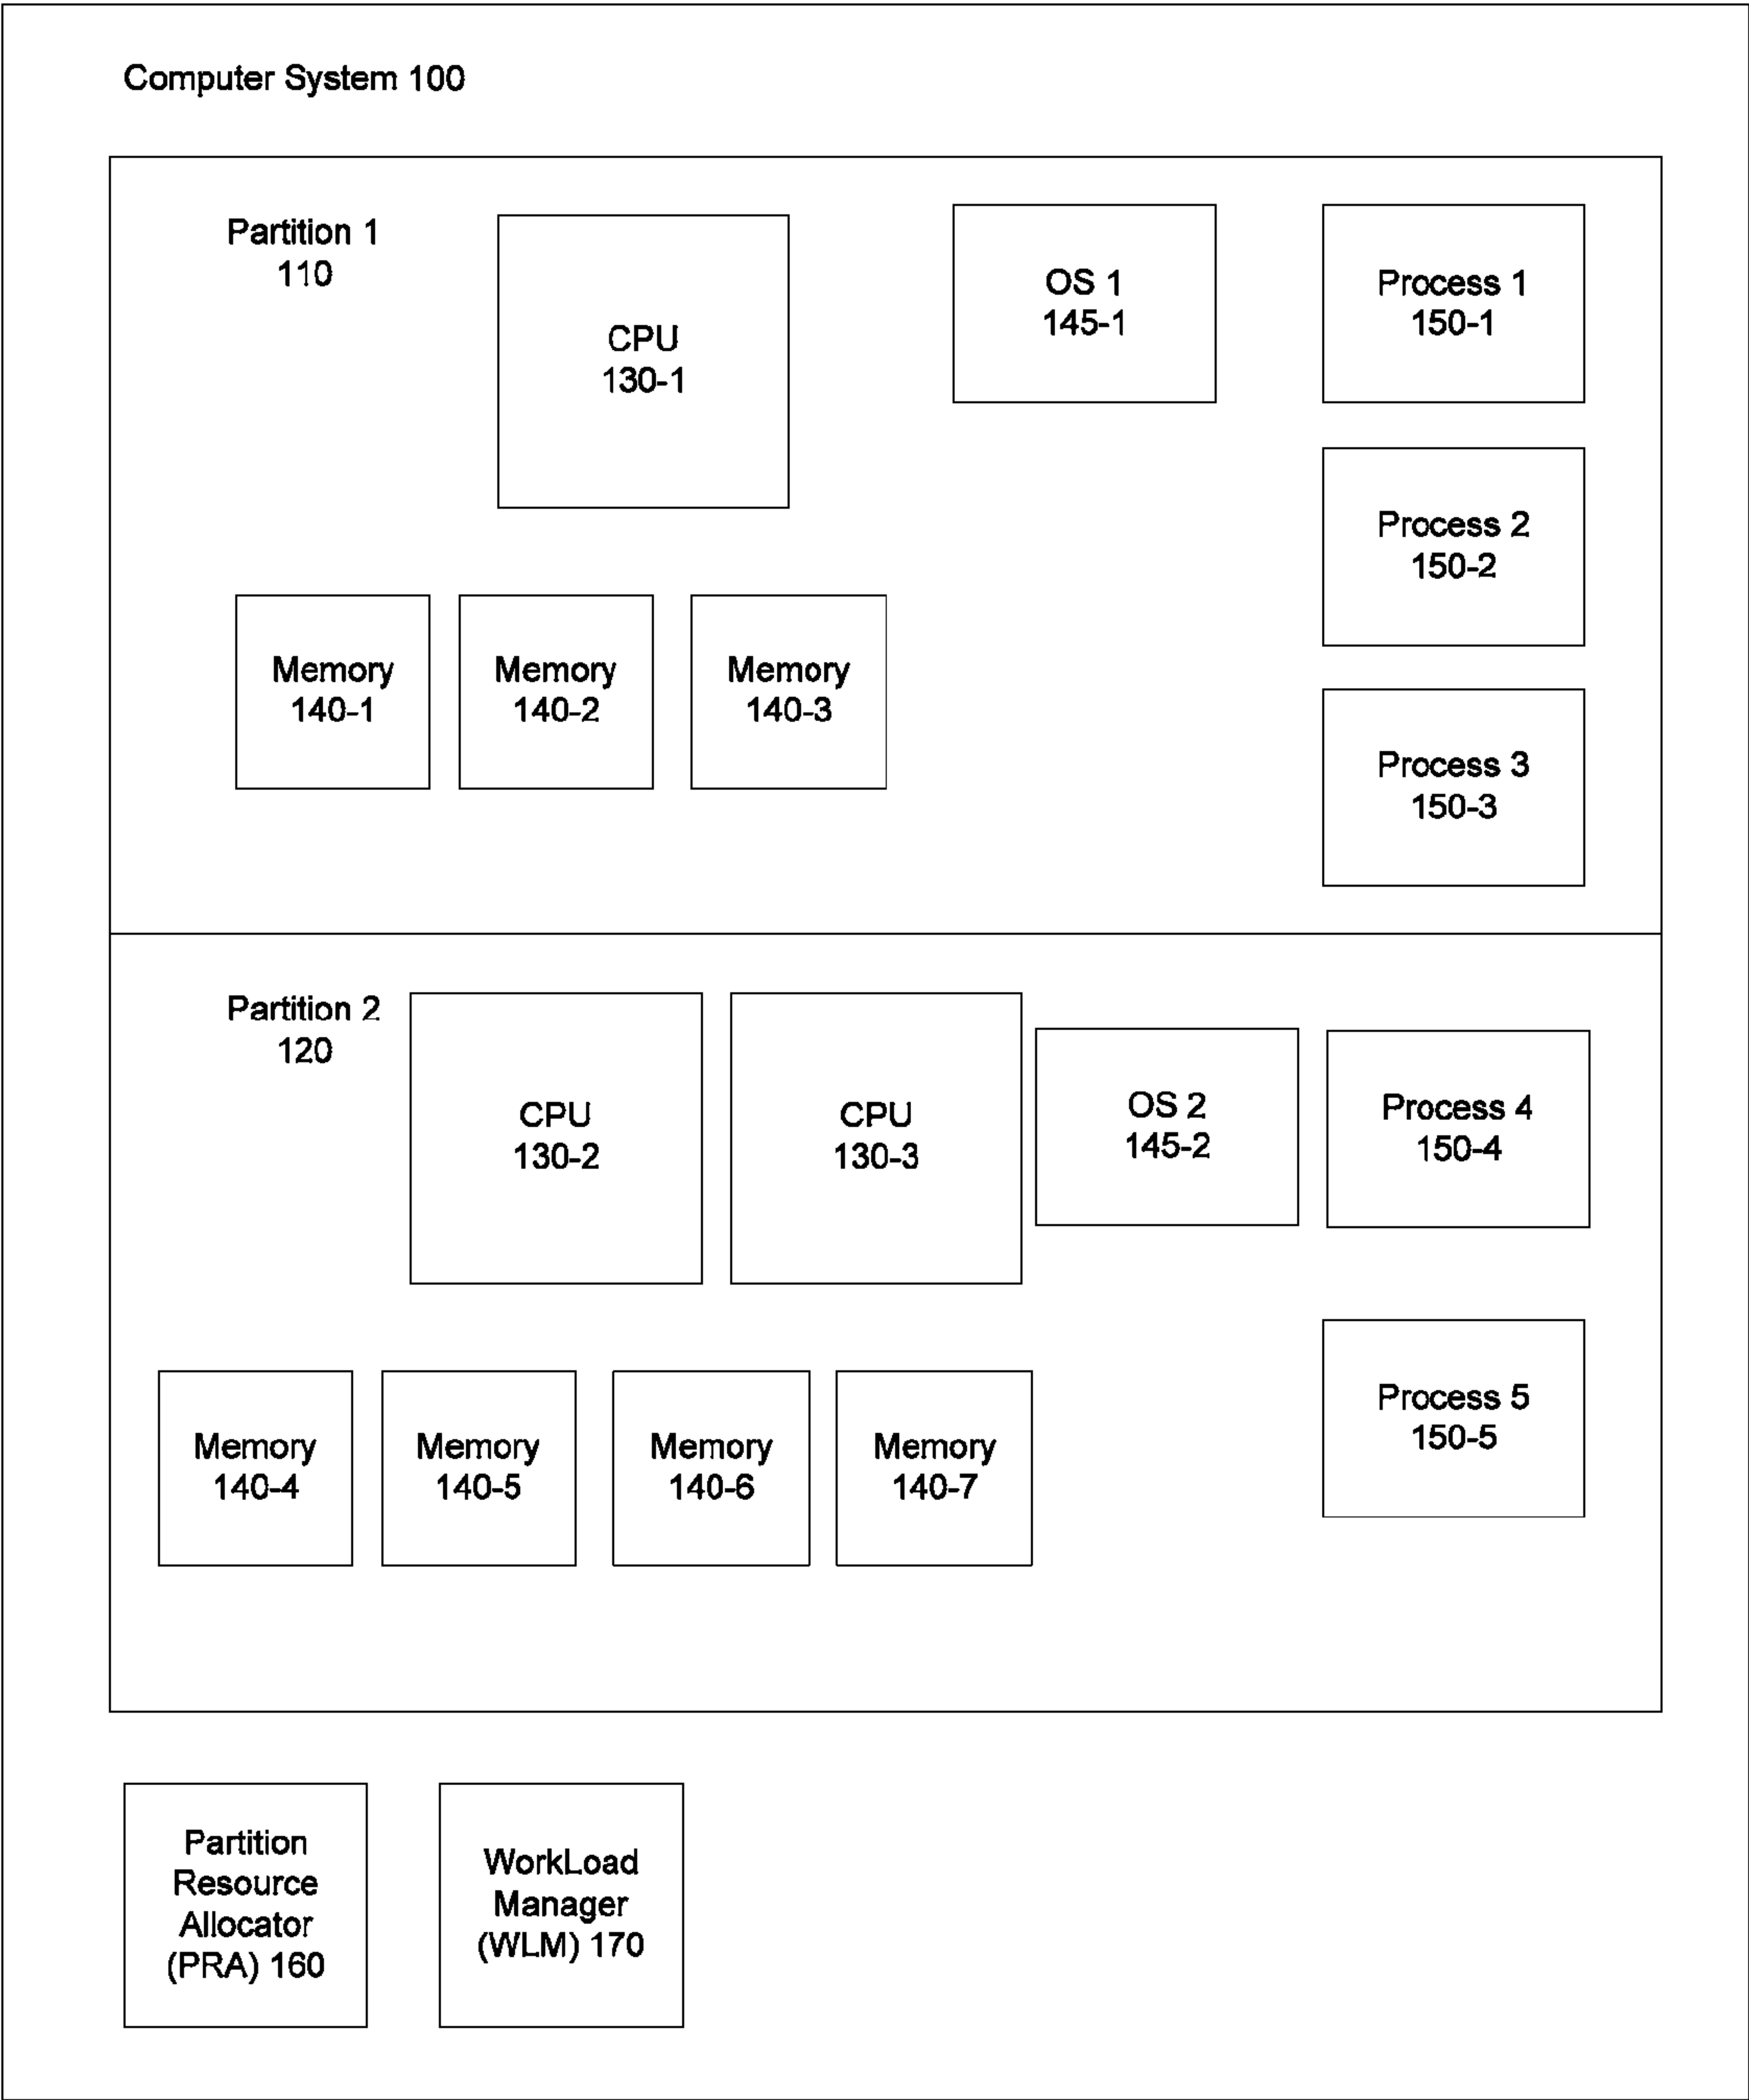 Computer System 100
Partition 1
110
CPU
130-1
OS 1
145-1
Process 1
150-1
Process 2
150-2
Memory
140-1
Memory
140-2
Memory
140-3
Process 3
150-3
Partition 2
120
CPU
130-2
CPU
130-3
OS 2
145-2
Process 4
150-4
Process 5
150-5
Memory
140-4
Memory
140-5
Memory
140-6
Memory
140-7
Partition
Resource
Allocator
(PRA) 160
WorkLoad
Manager
(WLM) 170